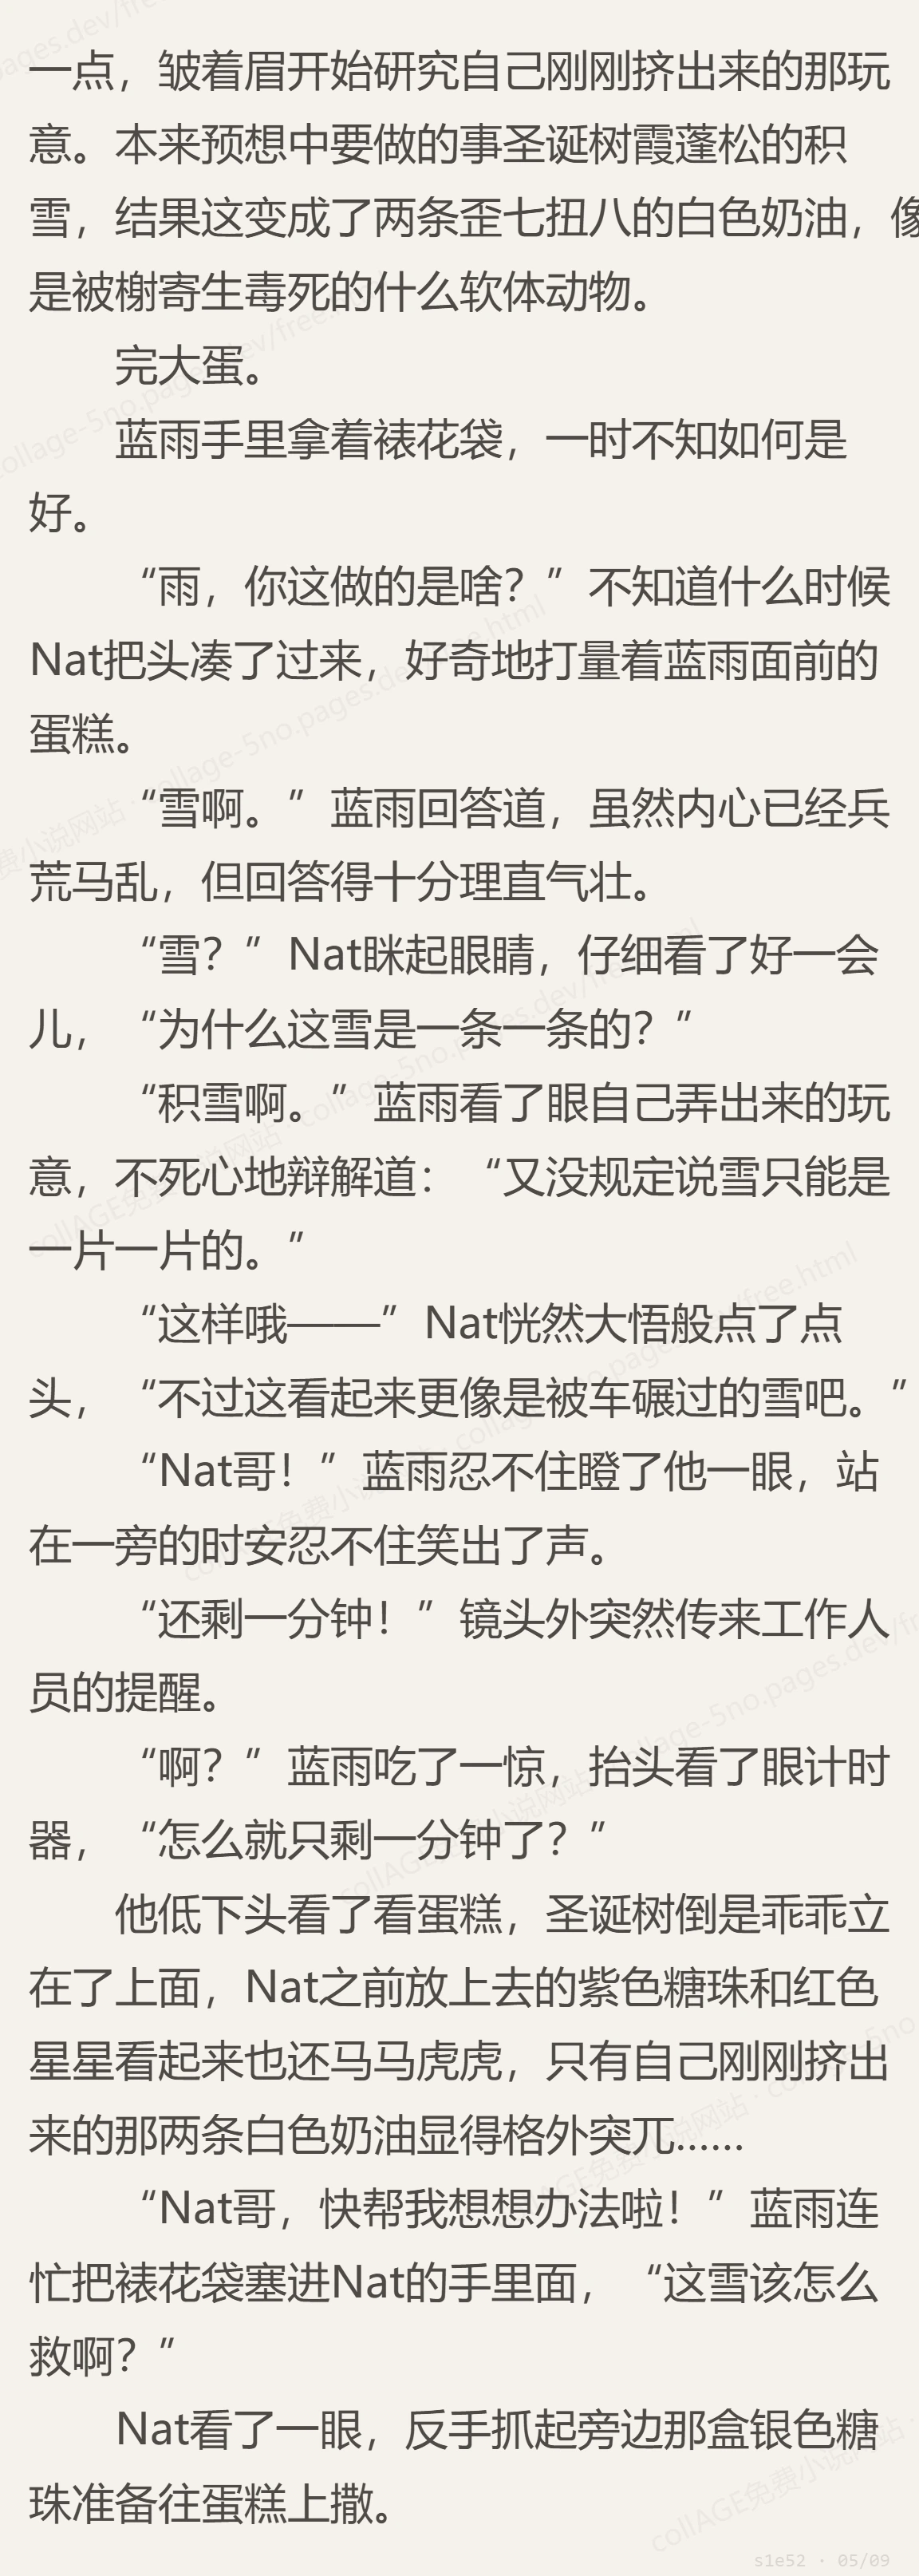 一点，皱着眉开始研究自己刚刚挤出来的那玩
意。本来预想中要做的事圣诞树霞蓬松的积
雪，结果这变成了两条歪七扭八的白色奶油，像
是被榭寄生毒死的什么软体动物。
完大蛋。
蓝雨手里拿着裱花袋，一时不知如何是
好。
“雨，你这做的是啥？”不知道什么时候
Nat把头凑了过来，好奇地打量着蓝雨面前的
蛋糕。
“雪啊。”蓝雨回答道，虽然内心已经兵
荒马乱，但回答得十分理直气壮。
“雪？”Nat眯起眼睛，仔细看了好一会
儿，“为什么这雪是一条一条的？”
“积雪啊。”蓝雨看了眼自己弄出来的玩
意，不死心地辩解道：“又没规定说雪只能是
一片一片的。”
“这样哦——”Nat恍然大悟般点了点
头，“不过这看起来更像是被车碾过的雪吧。”
“Nat哥！”蓝雨忍不住瞪了他一眼，站
在一旁的时安忍不住笑出了声。
“还剩一分钟！”镜头外突然传来工作人
员的提醒。
“啊？”蓝雨吃了一惊，抬头看了眼计时
器，“怎么就只剩一分钟了？”
他低下头看了看蛋糕，圣诞树倒是乖乖立
在了上面，Nat之前放上去的紫色糖珠和红色
星星看起来也还马马虎虎，只有自己刚刚挤出
来的那两条白色奶油显得格外突兀……
“Nat哥，快帮我想想办法啦！”蓝雨连
忙把裱花袋塞进Nat的手里面，“这雪该怎么
救啊？”
Nat看了一眼，反手抓起旁边那盒银色糖
珠准备往蛋糕上撒。
collAGE免费小说网站 · collage-5no.pages.dev/free.html
s1e52 · 05/09